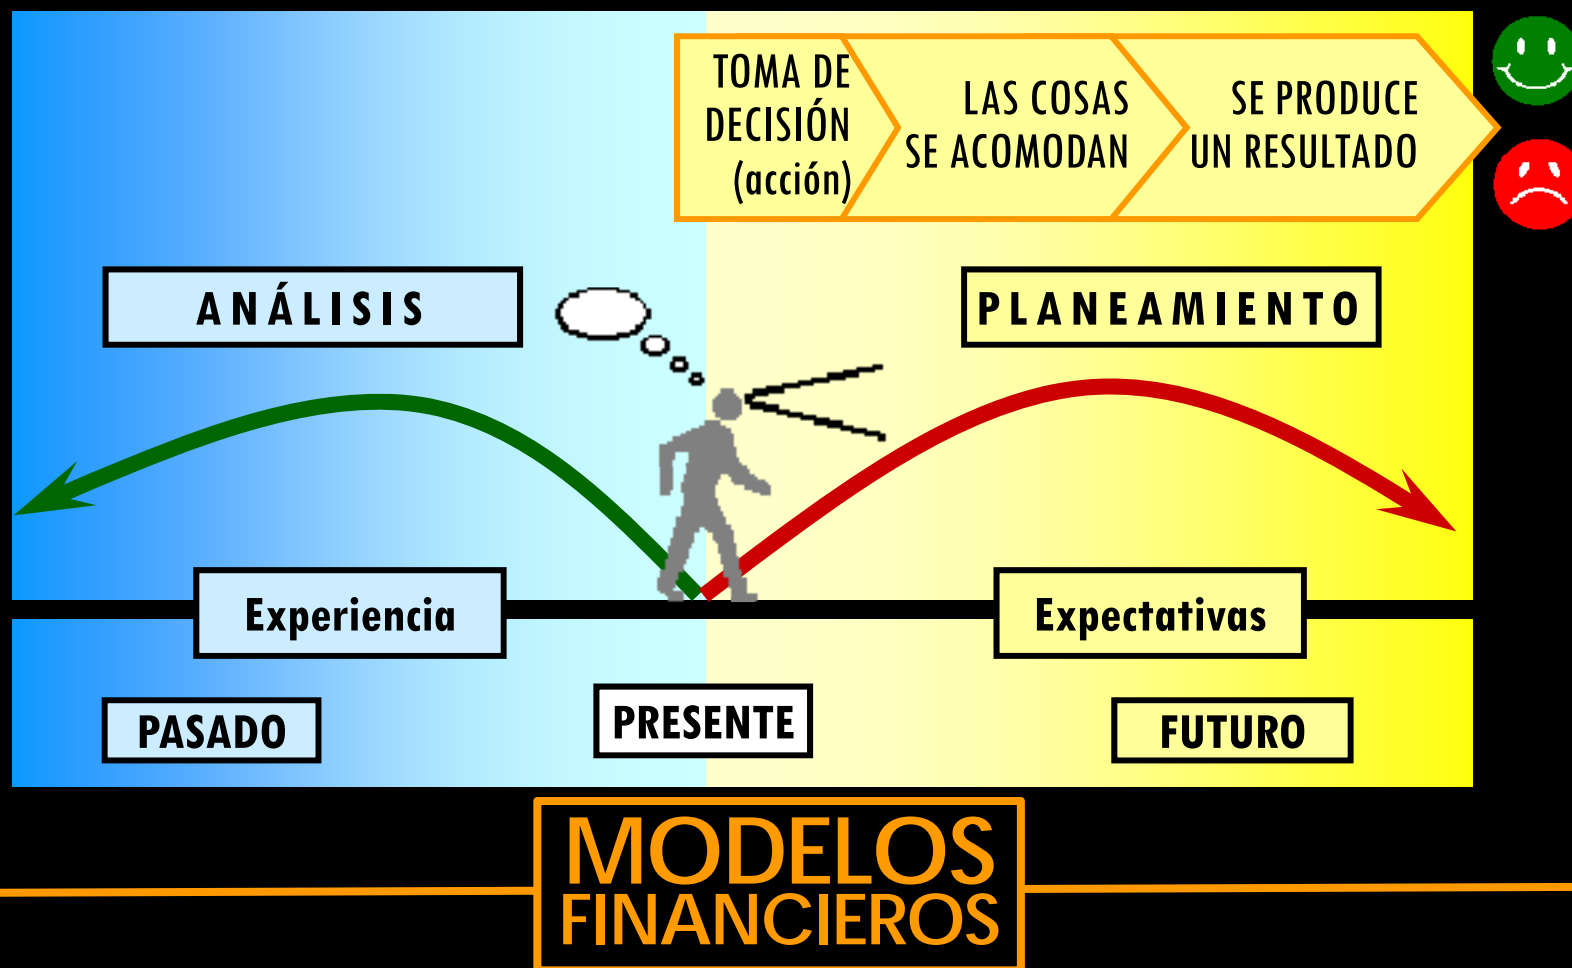 TOMA DE
DECISIÓN
(acción)
LAS COSAS
SE ACOMODAN
SE PRODUCE
UN RESULTADO
ANÁLISIS
PLANEAMIENTO
Experiencia
Expectativas
PASADO
PRESENTE
FUTURO
MODELOS
FINANCIEROS